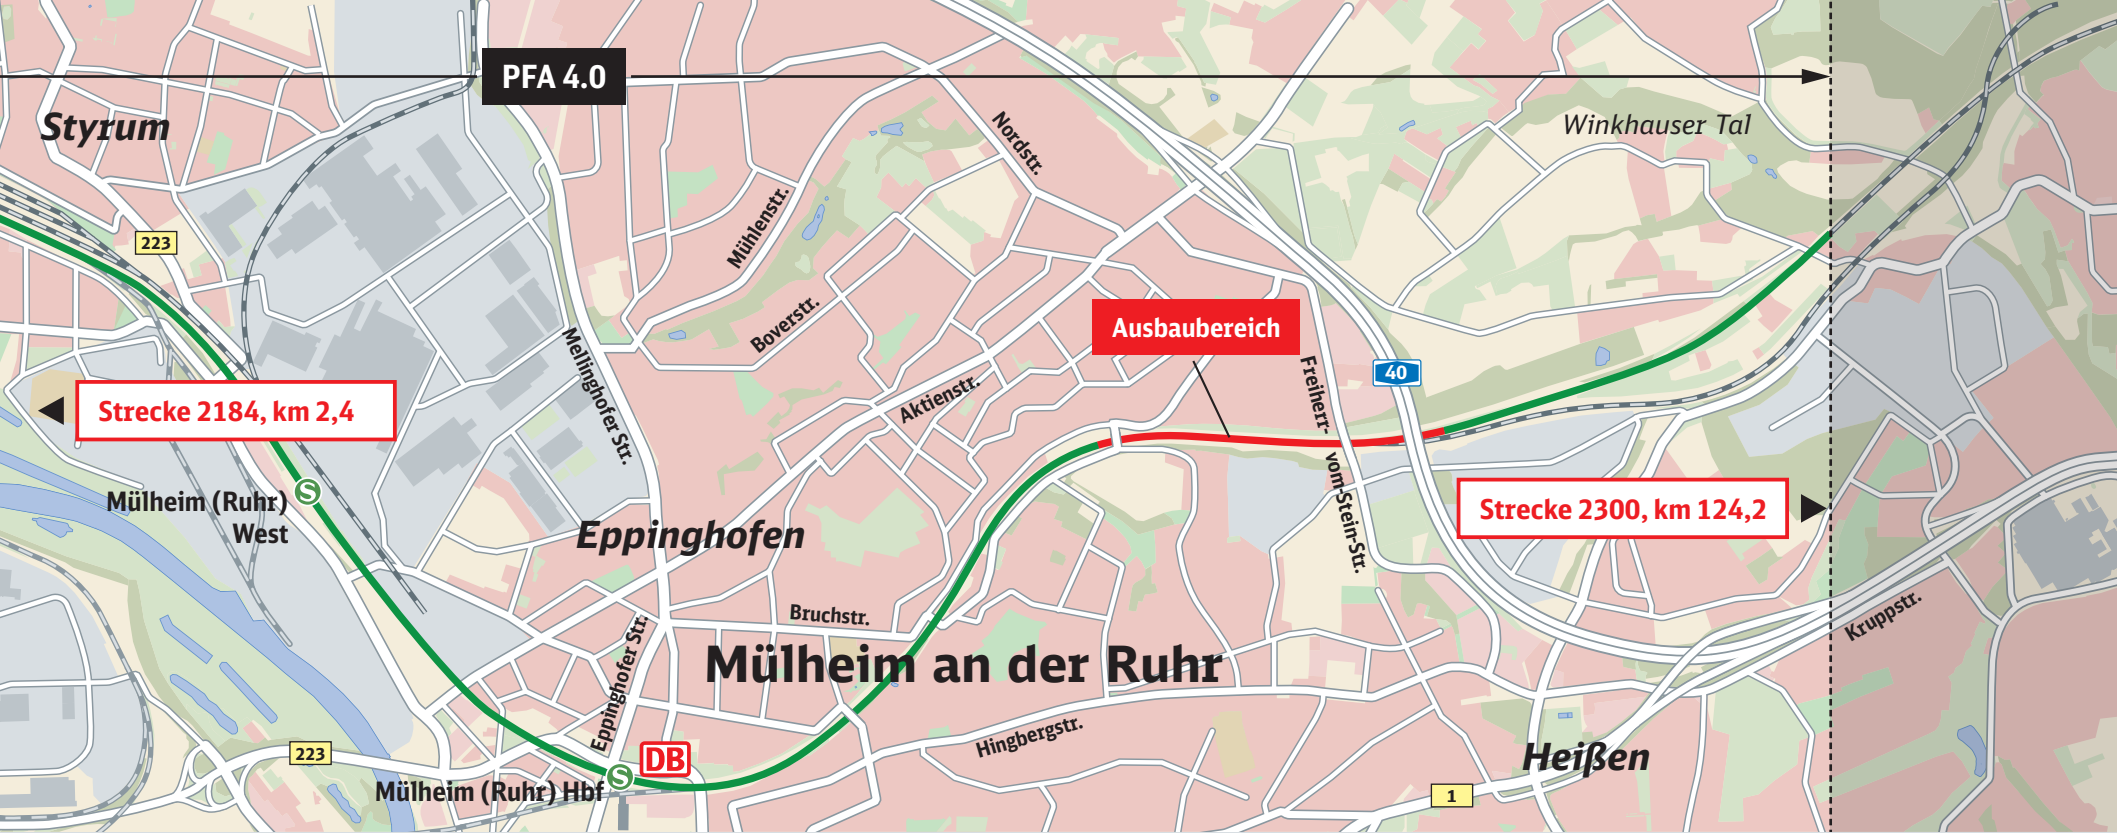 PFA 4.0
Styrum
Winkhauser Tal
Nordstr.
Mühlenstr.
223
Boverstr.
Ausbaubereich
Mellinghofer Str.
Aktienstr.
Freiherr-
vom-Stein-Str.
40
Strecke 2184, km 2,4
S
Mülheim (Ruhr)
West
Strecke 2300, km 124,2
Eppinghofen
Bruchstr.
Kruppstr.
Eppinghofer Str.
Mülheim an der Ruhr
Hingbergstr.
Heißen
223
DB
S
Mülheim (Ruhr) Hbf
1